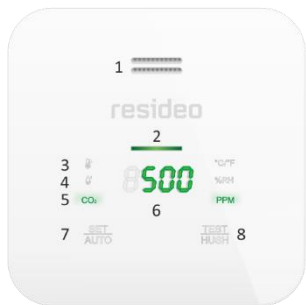 1
resideo
2
3 °C/°F
4 %RH
5 CO₂ 500 PPM
6
7 SET AUTO TEST HUSH 8